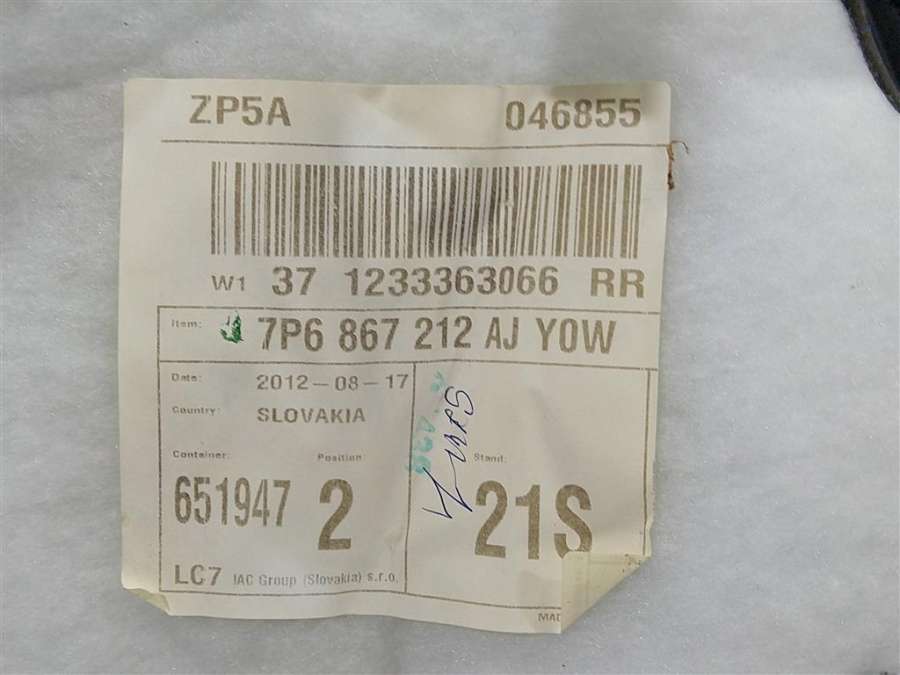 ZP5A 046855
W1 37 1233363066 RR
Item: 7P6 867 212 AJ Y0W
Date: 2012-08-17
Country: SLOVAKIA
Container: Position: Stand:
651947 2 21S
LC7 IAC Group (Slovakia) s.r.o.